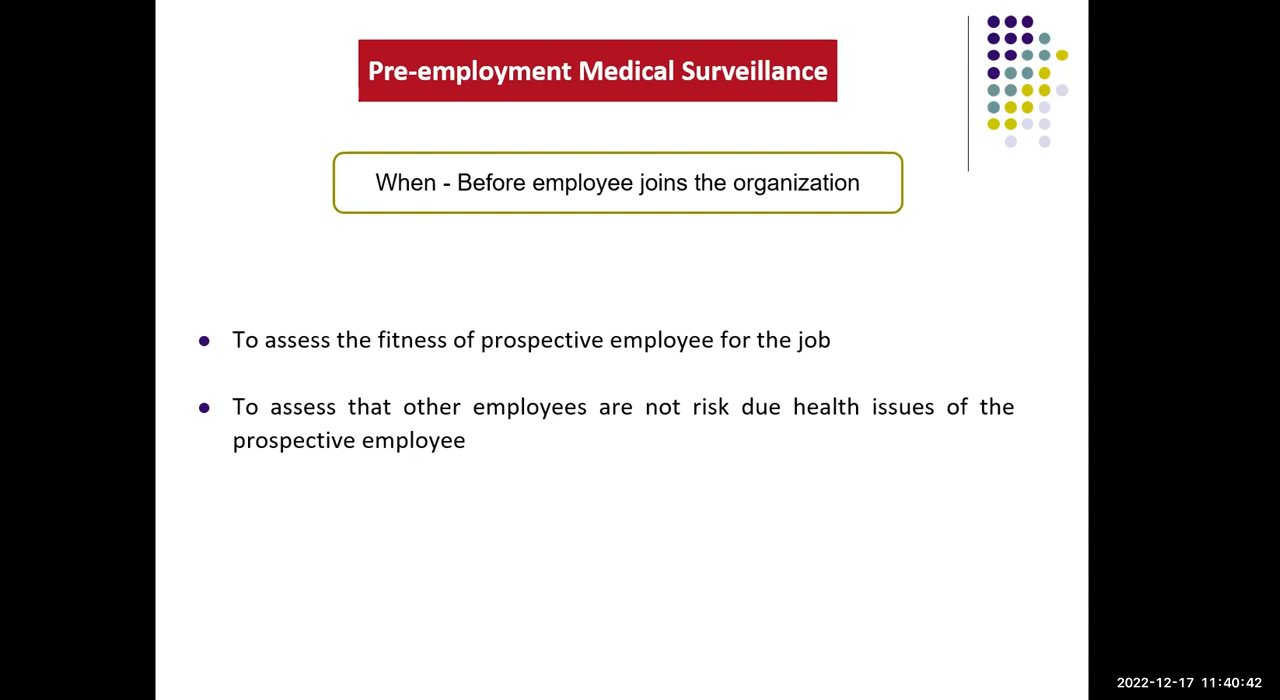 Pre-employment Medical Surveillance
When - Before employee joins the organization
To assess the fitness of prospective employee for the job
To assess that other employees are not risk due health issues of the
prospective employee
2022-12-17 11:40:42